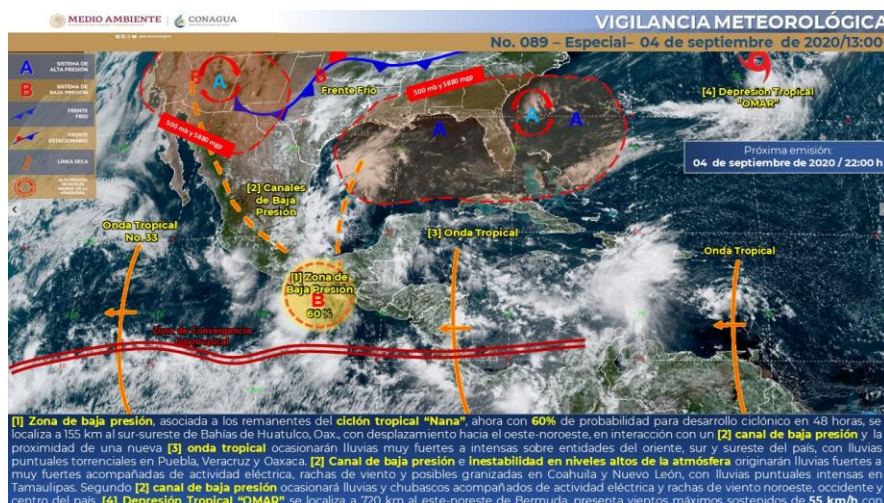 MEDIO AMBIENTE
CONAGUA
VIGILANCIA METEOROLÓGICA
No. 089 – Especial– 04 de septiembre de 2020/13:00
A SISTEMA DE ALTA PRESIÓN
B SISTEMA DE BAJA PRESIÓN
FRENTE FRÍO
FRENTE ESTACIONARIO
LÍNEA SECA
B
A
B
Frente Frío
500 mb y 5880 mgp
500 mb y 5880 mgp
A
A
A
[4] Depresión Tropical
"OMAR"
Próxima emisión:
04 de septiembre de 2020 / 22:00 h
[2] Canales
de Baja
Presión
Onda Tropical
No. 33
[3] Onda Tropical
Onda Tropical
[1] Zona de
Baja Presión
B
60 %
Zona de Convergencia
Intertropical
[1] Zona de baja presión, asociada a los remanentes del ciclón tropical "Nana", ahora con 60% de probabilidad para desarrollo ciclónico en 48 horas, se
localiza a 155 km al sur-sureste de Bahías de Huatulco, Oax., con desplazamiento hacia el oeste-noroeste, en interacción con un [2] canal de baja presión y la
proximidad de una nueva [3] onda tropical ocasionarán lluvias muy fuertes a intensas sobre entidades del oriente, sur y sureste del país, con lluvias
puntuales torrenciales en Puebla, Veracruz y Oaxaca. [2] Canal de baja presión e inestabilidad en niveles altos de la atmósfera originarán lluvias fuertes a
muy fuertes acompañadas de actividad eléctrica, rachas de viento y posibles granizadas en Coahuila y Nuevo León, con lluvias puntuales intensas en
Tamaulipas. Segundo [2] canal de baja presión ocasionará lluvias y chubascos acompañados de actividad eléctrica y rachas de viento noroeste, occidente y
centro del país. [4] Depresión Tropical "OMAR" se localiza a 720 km al este-noreste de Bermuda, presenta vientos máximos sostenidos de 55 km/h con